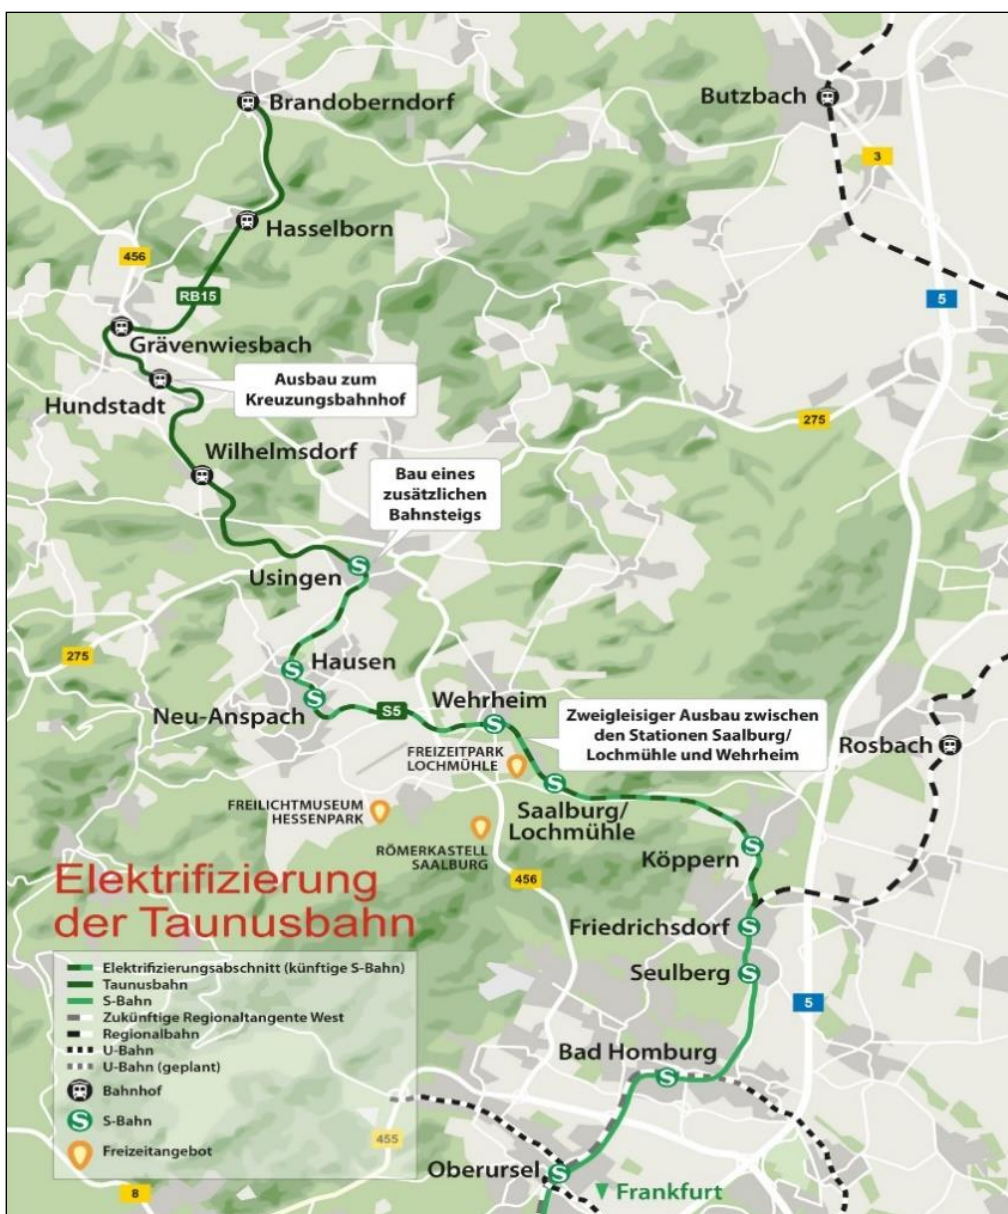 Brandoberndorf
Butzbach
3
Hasselborn
456
RB15
5
Grävenwiesbach
Ausbau zum
Kreuzungsbahnhof
Hundstadt
275
Wilhelmsdorf
Bau eines
zusätzlichen
Bahnsteigs
Usingen
275
Hausen
Neu-Anspach
S5
Wehrheim
Zweigleisiger Ausbau zwischen
den Stationen Saalburg/
Lochmühle und Wehrheim
Rosbach
FREIZEITPARK
LOCHMÜHLE
Saalburg/
Lochmühle
FREILICHTMUSEUM
HESSENPARK
RÖMERKASTELL
SAALBURG
Köppern
456
Elektrifizierung
der Taunusbahn
Friedrichsdorf
Seulberg
5
Elektrifizierungsabschnitt (künftige S-Bahn)
Taunusbahn
S-Bahn
Zukünftige Regionaltangente West
Regionalbahn
U-Bahn
U-Bahn (geplant)
Bahnhof
S S-Bahn
Freizeitangebot
Bad Homburg
455
8
Oberursel
Frankfurt